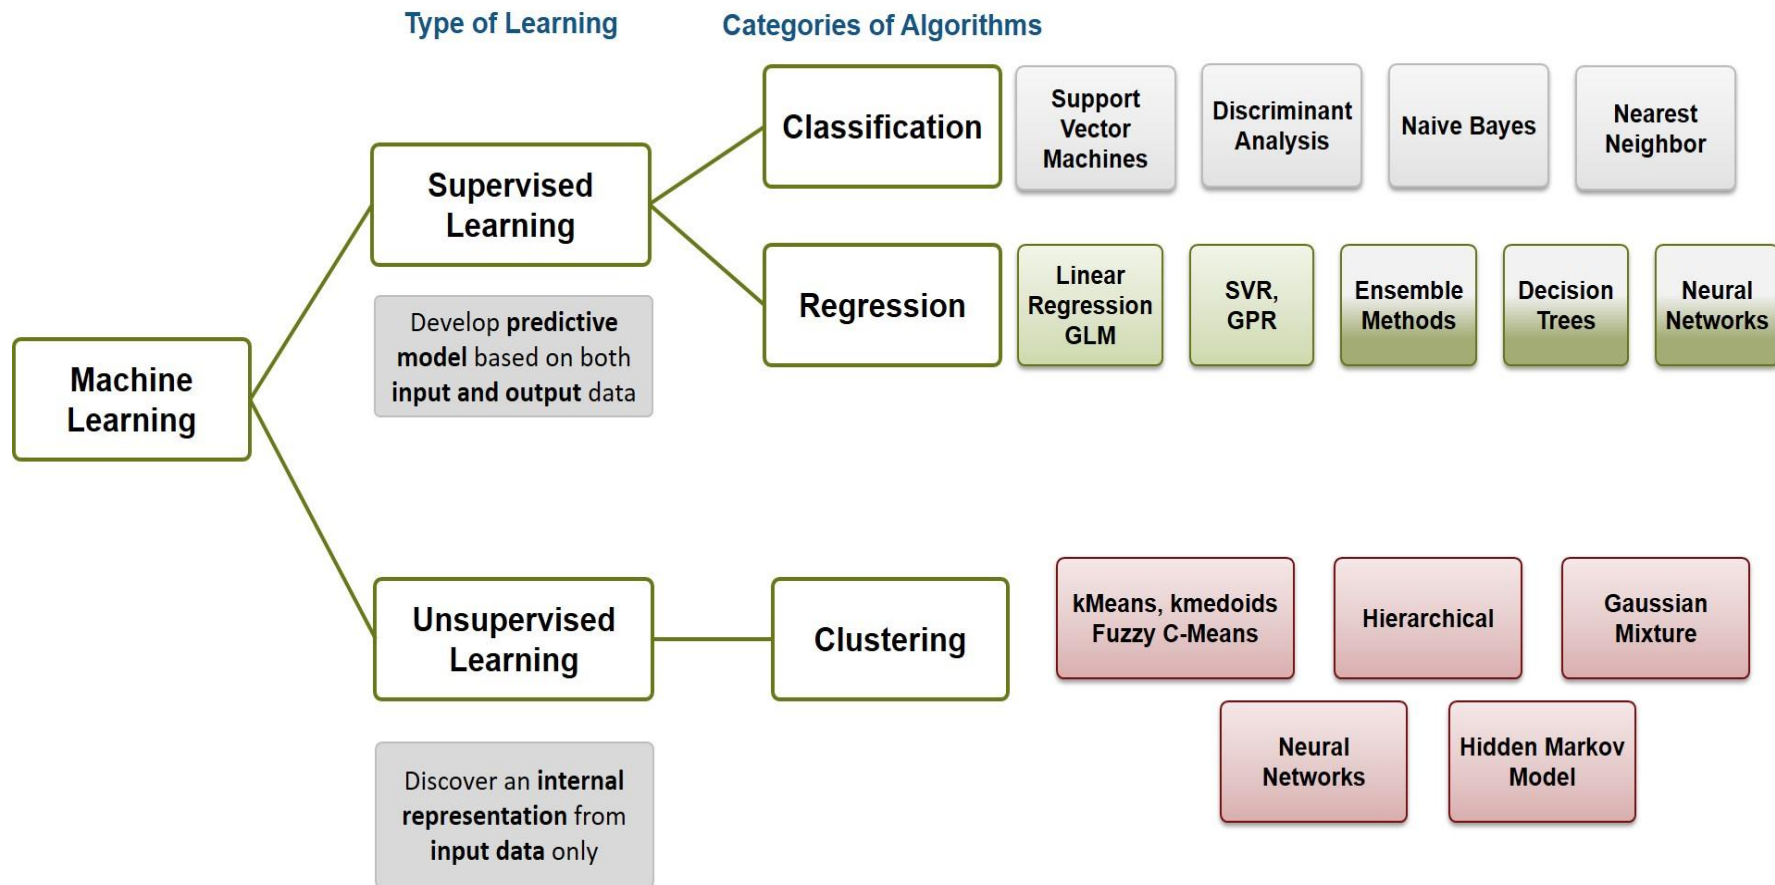 Type of Learning
Categories of Algorithms
Machine
Learning
Supervised
Learning
Develop predictive
model based on both
input and output data
Classification
Support
Vector
Machines
Discriminant
Analysis
Naive Bayes
Nearest
Neighbor
Regression
Linear
Regression
GLM
SVR,
GPR
Ensemble
Methods
Decision
Trees
Neural
Networks
Unsupervised
Learning
Discover an internal
representation from
input data only
Clustering
kMeans, kmedoids
Fuzzy C-Means
Hierarchical
Gaussian
Mixture
Neural
Networks
Hidden Markov
Model